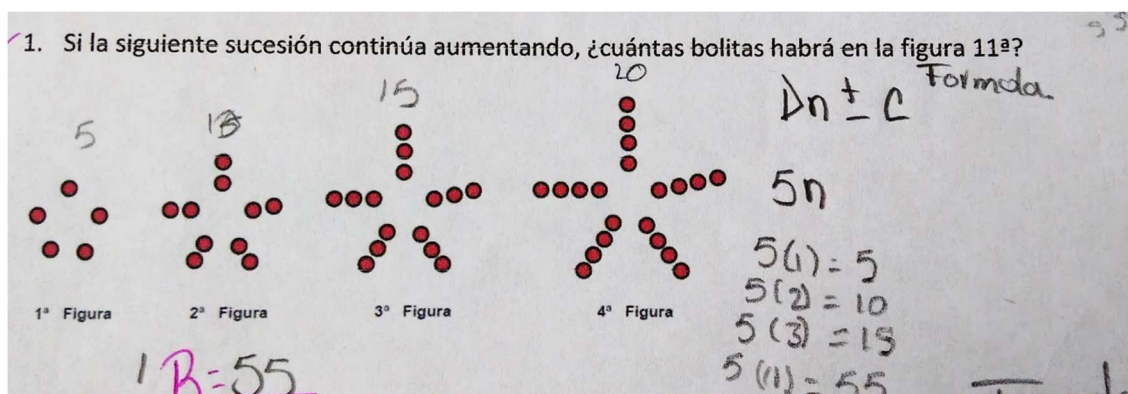 1. Si la siguiente sucesión continúa aumentando, ¿cuántas bolitas habrá en la figura 11ª?
5
15
20
Dn ± C
Formola
5n
5(1) = 5
5(2) = 10
5(3) = 15
5(11) = 55
1ª Figura
2ª Figura
3ª Figura
4ª Figura
R=55